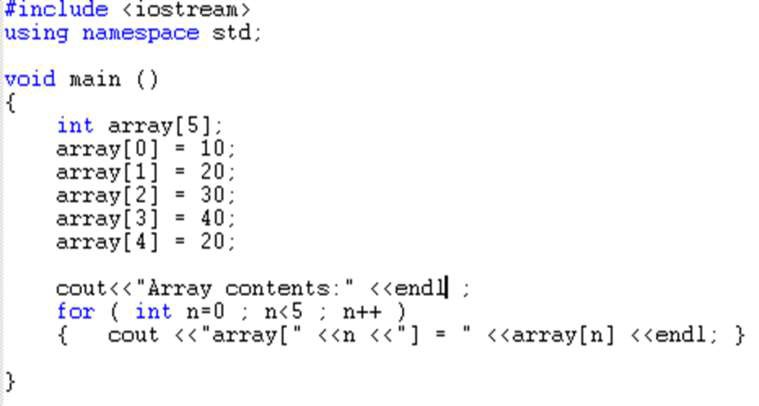 #include <iostream>
using namespace std;
void main ()
{
int array[5];
array[0] = 10;
array[1] = 20;
array[2] = 30;
array[3] = 40;
array[4] = 20;
cout<<"Array contents:" <<endl ;
for ( int n=0 ; n<5 ; n++ )
{   cout <<"array[" <<n <<"] = " <<array[n] <<endl; }
}